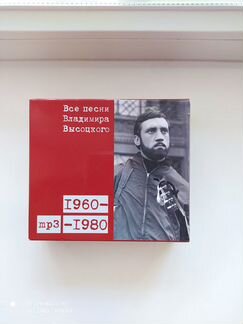 Все песни
Владимира
Высоцкого
1960–
mp3 –1980